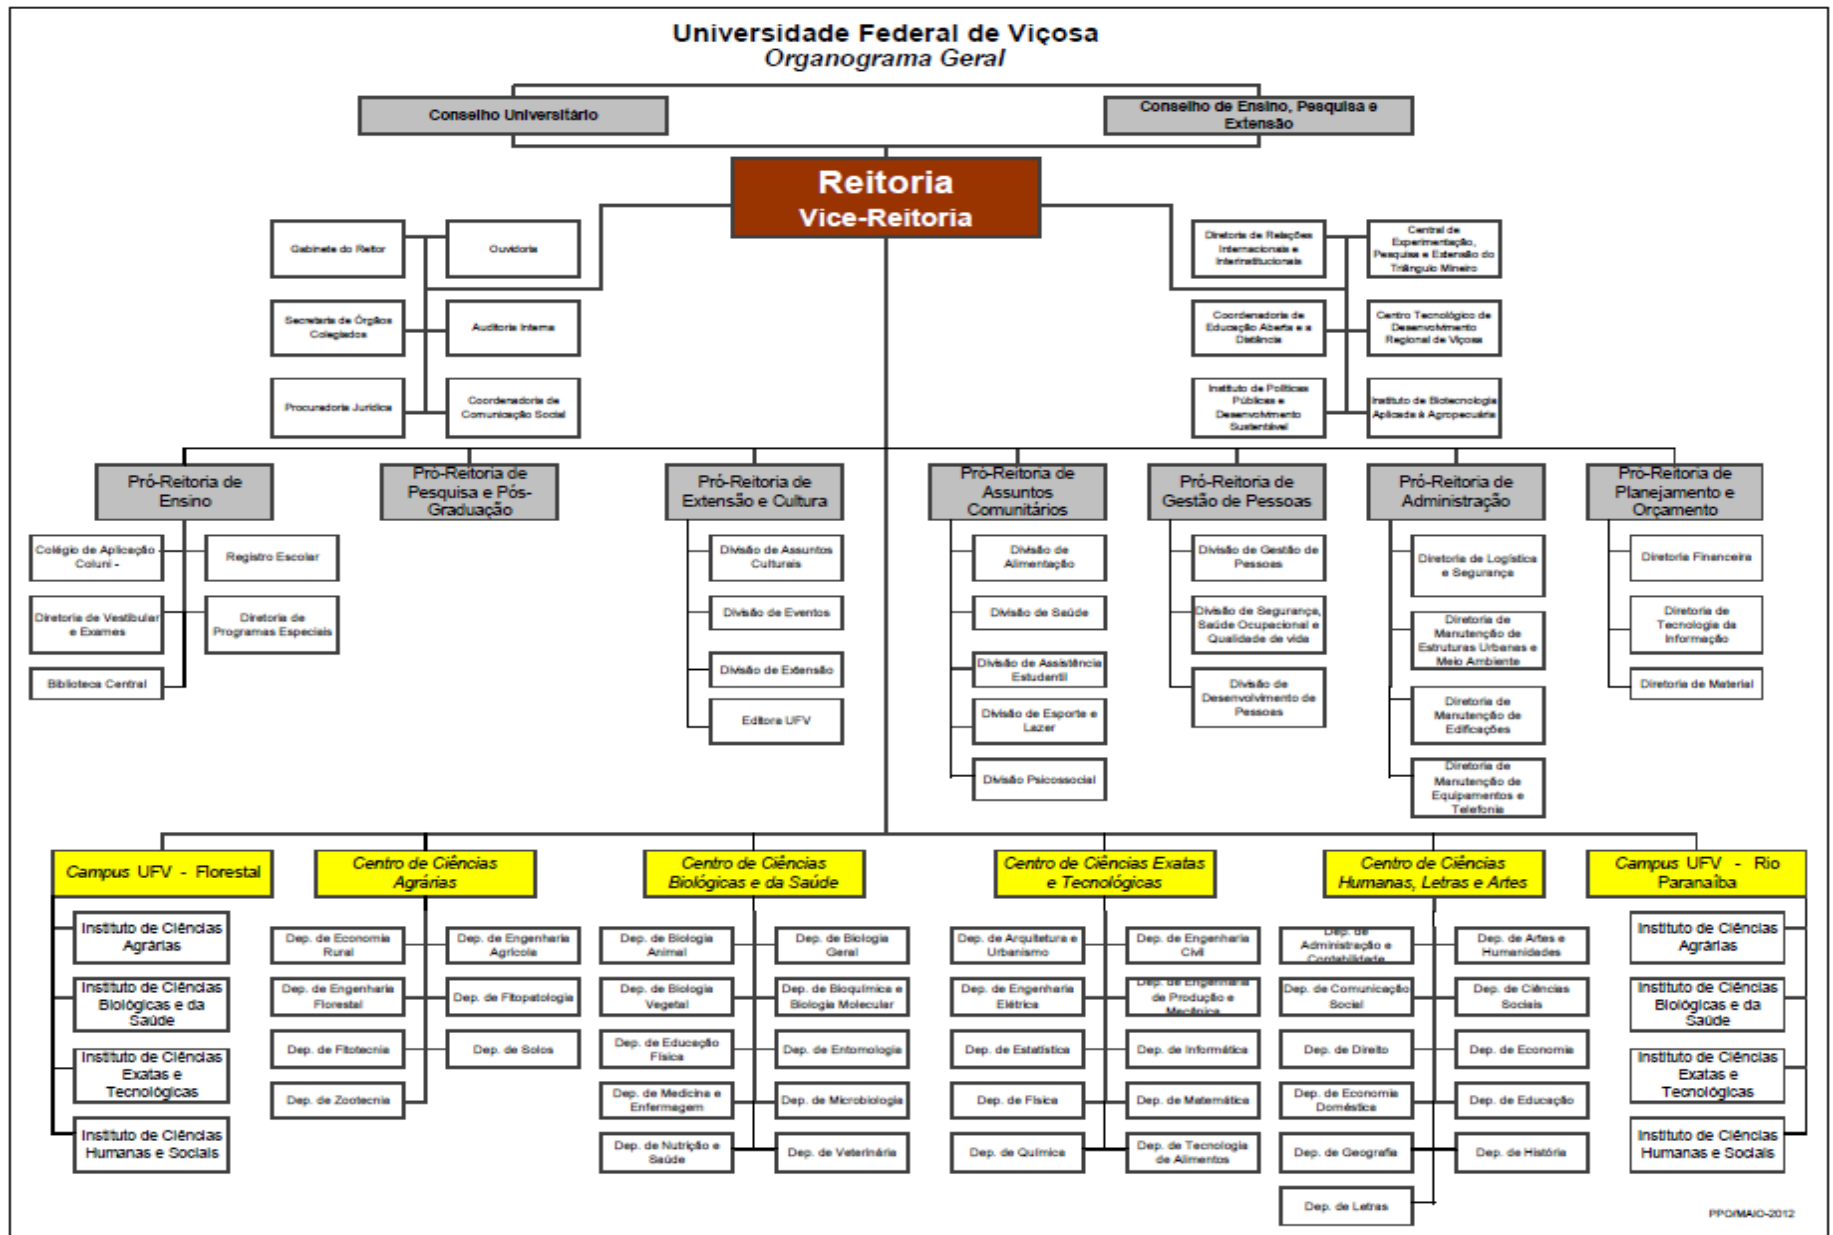 Universidade Federal de Viçosa
Organograma Geral
Conselho Universitário
Conselho de Ensino, Pesquisa e
Extensão
Reitoria
Vice-Reitoria
Gabinete do Reitor
Ouvidoria
Secretaria de Órgãos
Colegiados
Auditoria Interna
Procuradoria Jurídica
Coordenadoria de
Comunicação Social
Diretoria de Relações
Internacionais e
Interinstitucionais
Central de
Experimentação,
Pesquisa e Extensão do
Triângulo Mineiro
Coordenadoria de
Educação Aberta e a
Distância
Centro Tecnológico de
Desenvolvimento
Regional de Viçosa
Instituto de Políticas
Públicas e
Desenvolvimento
Sustentável
Instituto de Biotecnologia
Aplicada à Agropecuária
Pró-Reitoria de
Ensino
Pró-Reitoria de
Pesquisa e Pós-
Graduação
Pró-Reitoria de
Extensão e Cultura
Pró-Reitoria de
Assuntos
Comunitários
Pró-Reitoria de
Gestão de Pessoas
Pró-Reitoria de
Administração
Pró-Reitoria de
Planejamento e
Orçamento
Colégio de Aplicação -
Coluni -
Registro Escolar
Diretoria de Vestibular
e Exames
Diretoria de
Programas Especiais
Biblioteca Central
Divisão de Assuntos
Culturais
Divisão de Eventos
Divisão de Extensão
Editora UFV
Divisão de
Alimentação
Divisão de Saúde
Divisão de Assistência
Estudantil
Divisão de Esporte e
Lazer
Divisão Psicossocial
Divisão de Gestão de
Pessoas
Divisão de Segurança,
Saúde Ocupacional e
Qualidade de vida
Divisão de
Desenvolvimento de
Pessoas
Diretoria de Logística
e Segurança
Diretoria de
Manutenção de
Estruturas Urbanas e
Meio Ambiente
Diretoria de
Manutenção de
Edificações
Diretoria de
Manutenção de
Equipamentos e
Telefonia
Diretoria Financeira
Diretoria de
Tecnologia da
Informação
Diretoria de Material
Campus UFV - Florestal
Centro de Ciências
Agrárias
Centro de Ciências
Biológicas e da Saúde
Centro de Ciências Exatas
e Tecnológicas
Centro de Ciências
Humanas, Letras e Artes
Campus UFV - Rio
Paranaíba
Instituto de Ciências
Agrárias
Instituto de Ciências
Biológicas e da
Saúde
Instituto de Ciências
Exatas e
Tecnológicas
Instituto de Ciências
Humanas e Sociais
Dep. de Economia
Rural
Dep. de Engenharia
Agrícola
Dep. de Engenharia
Florestal
Dep. de Fitopatologia
Dep. de Fitotecnia
Dep. de Solos
Dep. de Zootecnia
Dep. de Biologia
Animal
Dep. de Biologia
Geral
Dep. de Biologia
Vegetal
Dep. de Bioquímica e
Biologia Molecular
Dep. de Educação
Física
Dep. de Entomologia
Dep. de Medicina e
Enfermagem
Dep. de Microbiologia
Dep. de Nutrição e
Saúde
Dep. de Veterinária
Dep. de Arquitetura e
Urbanismo
Dep. de Engenharia
Civil
Dep. de Engenharia
Elétrica
Dep. de Engenharia
de Produção e
Mecânica
Dep. de Estatística
Dep. de Informática
Dep. de Física
Dep. de Matemática
Dep. de Química
Dep. de Tecnologia
de Alimentos
Dep. de
Administração e
Contabilidade
Dep. de Artes e
Humanidades
Dep. de Comunicação
Social
Dep. de Ciências
Sociais
Dep. de Direito
Dep. de Economia
Dep. de Economia
Doméstica
Dep. de Educação
Dep. de Geografia
Dep. de História
Dep. de Letras
Instituto de Ciências
Agrárias
Instituto de Ciências
Biológicas e da
Saúde
Instituto de Ciências
Exatas e
Tecnológicas
Instituto de Ciências
Humanas e Sociais
PPO/MAIO-2012